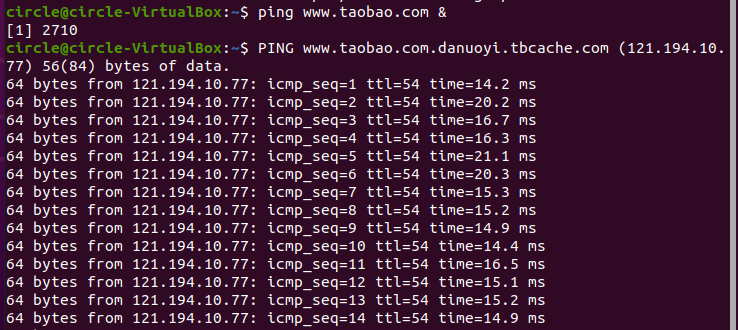 circle@circle-VirtualBox:~$ ping www.taobao.com &
[1] 2710
circle@circle-VirtualBox:~$ PING www.taobao.com.danuoyi.tbcache.com (121.194.10.
77) 56(84) bytes of data.
64 bytes from 121.194.10.77: icmp_seq=1 ttl=54 time=14.2 ms
64 bytes from 121.194.10.77: icmp_seq=2 ttl=54 time=20.2 ms
64 bytes from 121.194.10.77: icmp_seq=3 ttl=54 time=16.7 ms
64 bytes from 121.194.10.77: icmp_seq=4 ttl=54 time=16.3 ms
64 bytes from 121.194.10.77: icmp_seq=5 ttl=54 time=21.1 ms
64 bytes from 121.194.10.77: icmp_seq=6 ttl=54 time=20.3 ms
64 bytes from 121.194.10.77: icmp_seq=7 ttl=54 time=15.3 ms
64 bytes from 121.194.10.77: icmp_seq=8 ttl=54 time=15.2 ms
64 bytes from 121.194.10.77: icmp_seq=9 ttl=54 time=14.9 ms
64 bytes from 121.194.10.77: icmp_seq=10 ttl=54 time=14.4 ms
64 bytes from 121.194.10.77: icmp_seq=11 ttl=54 time=16.5 ms
64 bytes from 121.194.10.77: icmp_seq=12 ttl=54 time=15.1 ms
64 bytes from 121.194.10.77: icmp_seq=13 ttl=54 time=15.2 ms
64 bytes from 121.194.10.77: icmp_seq=14 ttl=54 time=14.9 ms